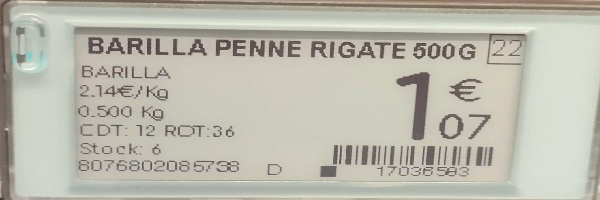 BARILLA PENNE RIGATE 500G 22
BARILLA
2.14€/Kg
0.500 Kg
CDT: 12 ROT:36
Stock: 6
8076802085738 D
1 € 07
17036583